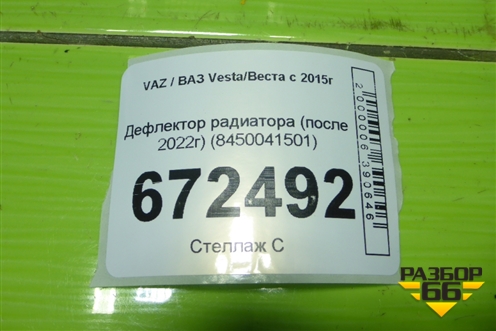 VAZ / ВАЗ Vesta/Веста с 2015г
Дефлектор радиатора (после
2022г) (8450041501)
672492
Стеллаж С
2000006390646
РАЗБОР
66